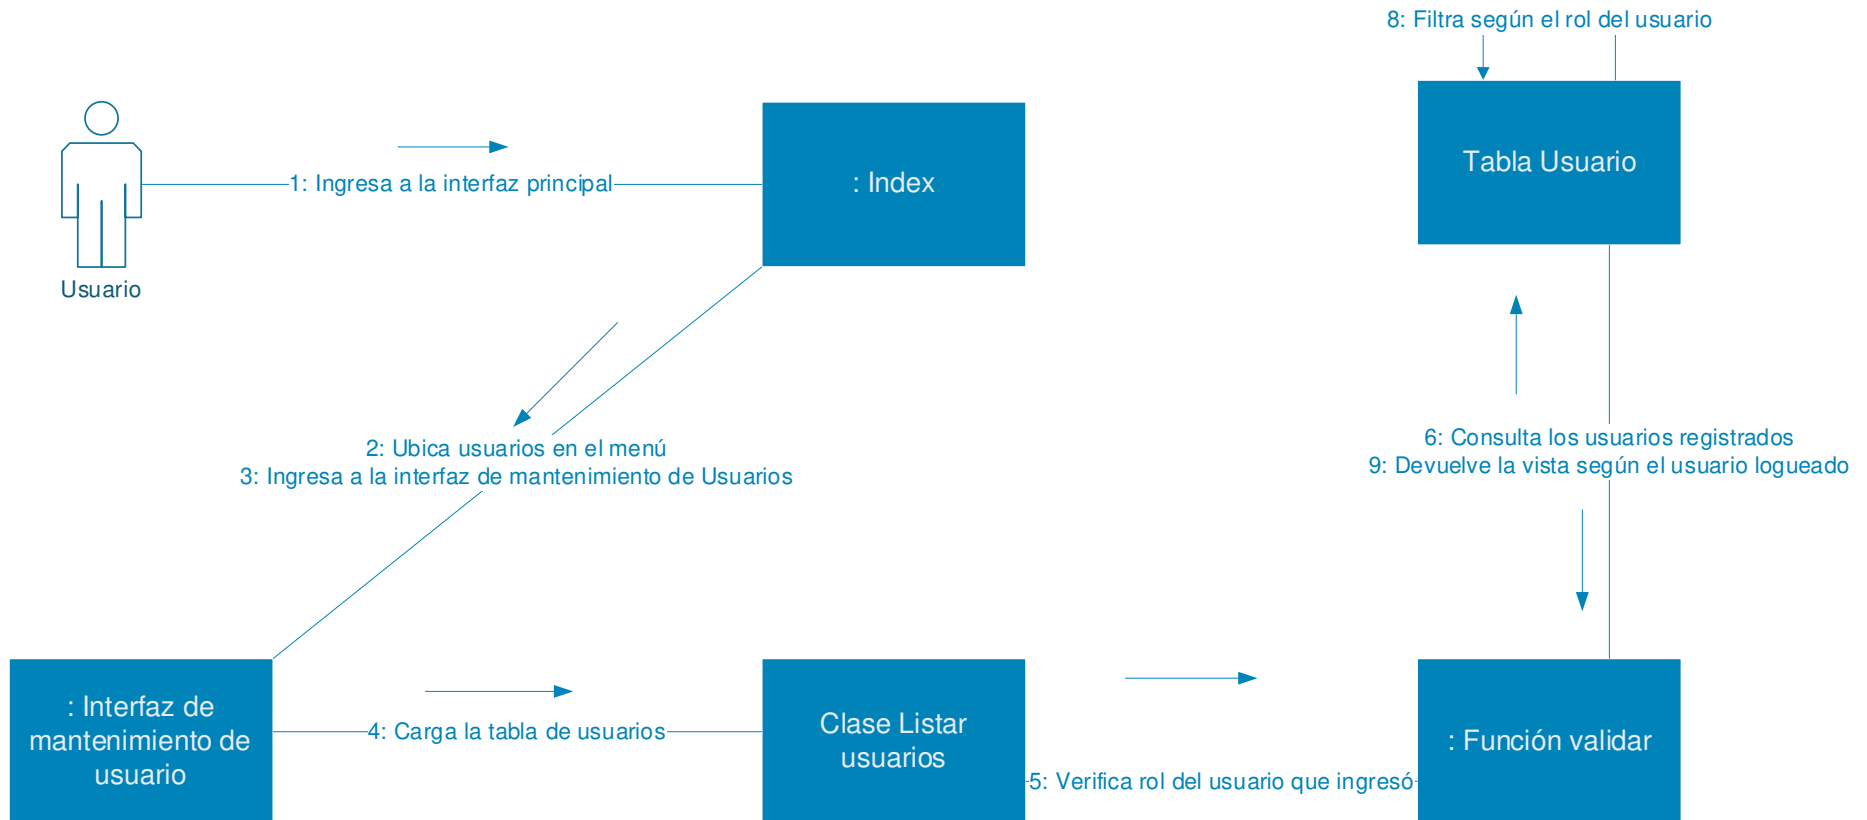 8: Filtra según el rol del usuario
Usuario
1: Ingresa a la interfaz principal
: Index
Tabla Usuario
2: Ubica usuarios en el menú
3: Ingresa a la interfaz de mantenimiento de Usuarios
6: Consulta los usuarios registrados
9: Devuelve la vista según el usuario logueado
: Interfaz de
mantenimiento de
usuario
4: Carga la tabla de usuarios
Clase Listar
usuarios
5: Verifica rol del usuario que ingresó
: Función validar